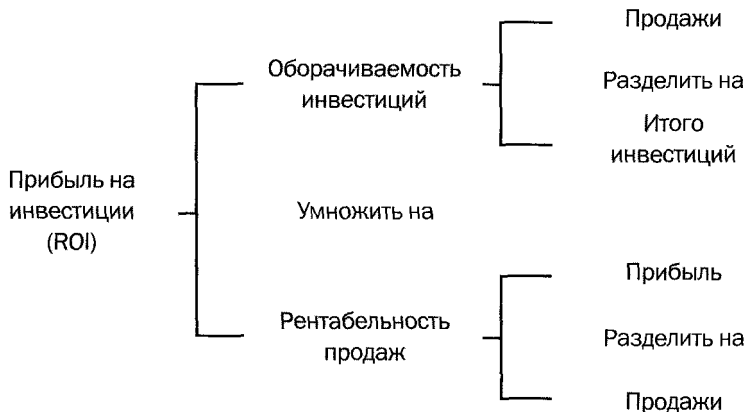 Продажи
Оборачиваемость
инвестиций
Разделить на
Итого
инвестиций
Прибыль на
инвестиции
(ROI)
Умножить на
Прибыль
Рентабельность
продаж
Разделить на
Продажи